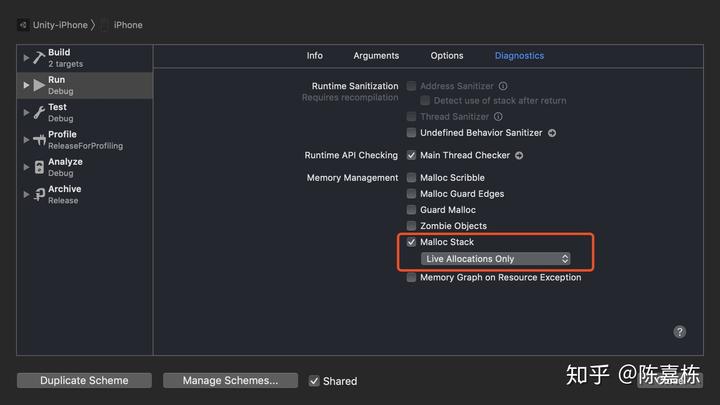 Unity-iPhone 〉 iPhone
Build
2 targets
Run
Debug
Test
Debug
Profile
ReleaseForProfiling
Analyze
Debug
Archive
Release
Info Arguments Options Diagnostics
Runtime Sanitization Address Sanitizer
Requires recompilation Detect use of stack after return
Thread Sanitizer
Undefined Behavior Sanitizer
Runtime API Checking Main Thread Checker
Memory Management Malloc Scribble
Malloc Guard Edges
Guard Malloc
Zombie Objects
Malloc Stack
Live Allocations Only
Memory Graph on Resource Exception
?
Duplicate Scheme Manage Schemes... Shared
知乎 @陈嘉栋